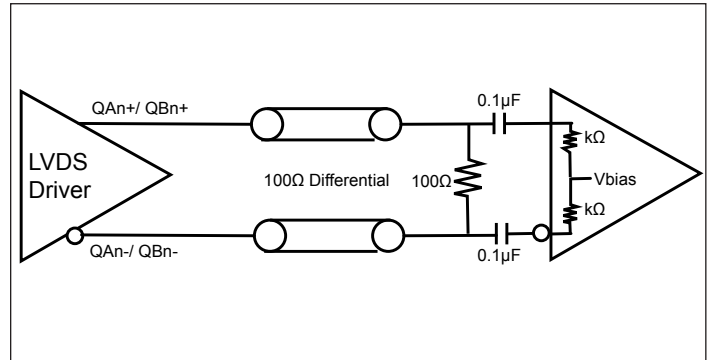 QAn+/ QBn+
0.1µF
kΩ
LVDS
Driver
100Ω Differential
100Ω
Vbias
kΩ
QAn-/ QBn-
0.1µF